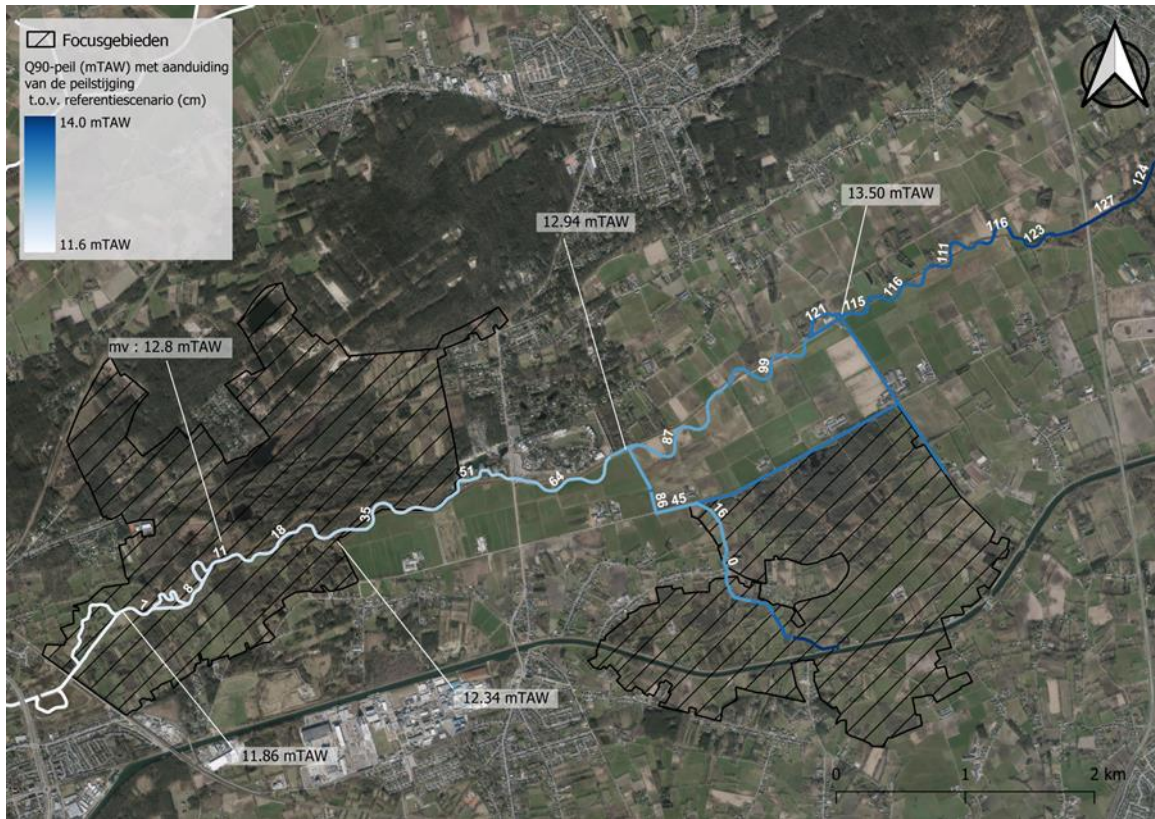 Focusgebieden
Q90-peil (mTAW) met aanduiding
van de peilstijging
t.o.v. referentiescenario (cm)
14.0 mTAW
11.6 mTAW
124
127
13.50 mTAW
116
123
12.94 mTAW
111
116
115
121
99
mv : 12.8 mTAW
87
51
64
86
45
16
35
18
11
0
8
7
12.34 mTAW
11.86 mTAW
0 1 2 km